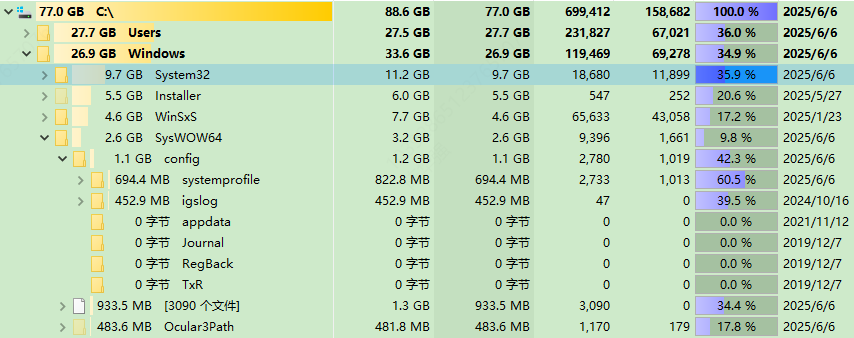 77.0 GB C:\ 88.6 GB 77.0 GB 699,412 158,682 100.0 % 2025/6/6
27.7 GB Users 27.5 GB 27.7 GB 231,827 67,021 36.0 % 2025/6/6
26.9 GB Windows 33.6 GB 26.9 GB 119,469 69,278 34.9 % 2025/6/6
9.7 GB System32 11.2 GB 9.7 GB 18,680 11,899 35.9 % 2025/6/6
5.5 GB Installer 6.0 GB 5.5 GB 547 252 20.6 % 2025/5/27
4.6 GB WinSxS 7.7 GB 4.6 GB 65,633 43,058 17.2 % 2025/1/23
2.6 GB SysWOW64 3.2 GB 2.6 GB 9,396 1,661 9.8 % 2025/6/6
1.1 GB config 1.2 GB 1.1 GB 2,780 1,019 42.3 % 2025/6/6
694.4 MB systemprofile 822.8 MB 694.4 MB 2,733 1,013 60.5 % 2025/6/6
452.9 MB igslog 452.9 MB 452.9 MB 47 0 39.5 % 2024/10/16
0 字节 appdata 0 字节 0 字节 0 0 0.0 % 2021/11/12
0 字节 Journal 0 字节 0 字节 0 0 0.0 % 2019/12/7
0 字节 RegBack 0 字节 0 字节 0 0 0.0 % 2019/12/7
0 字节 TxR 0 字节 0 字节 0 0 0.0 % 2019/12/7
933.5 MB [3090 个文件] 1.3 GB 933.5 MB 3,090 0 34.4 % 2025/6/6
483.6 MB Ocular3Path 481.8 MB 483.6 MB 1,170 179 17.8 % 2025/6/6